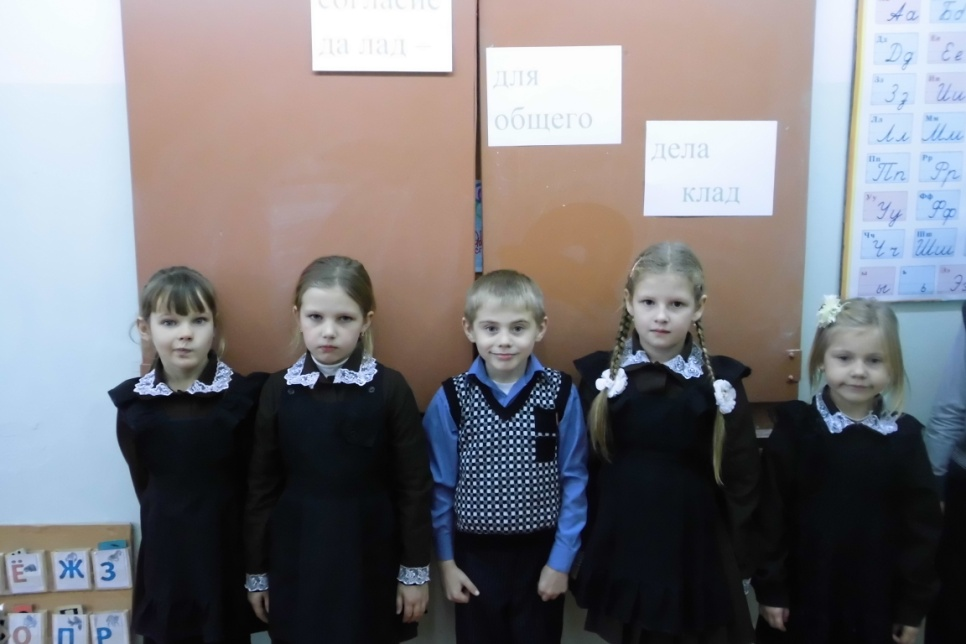 согласие
да лад –
для
общего
дела
клад
Аа
Дд
Ее
Зз
Ии
Лл
Мм
Пп
Рр
Уу
Фф
Чч
Шш
ы
ь
Ё Ж З
О П Р